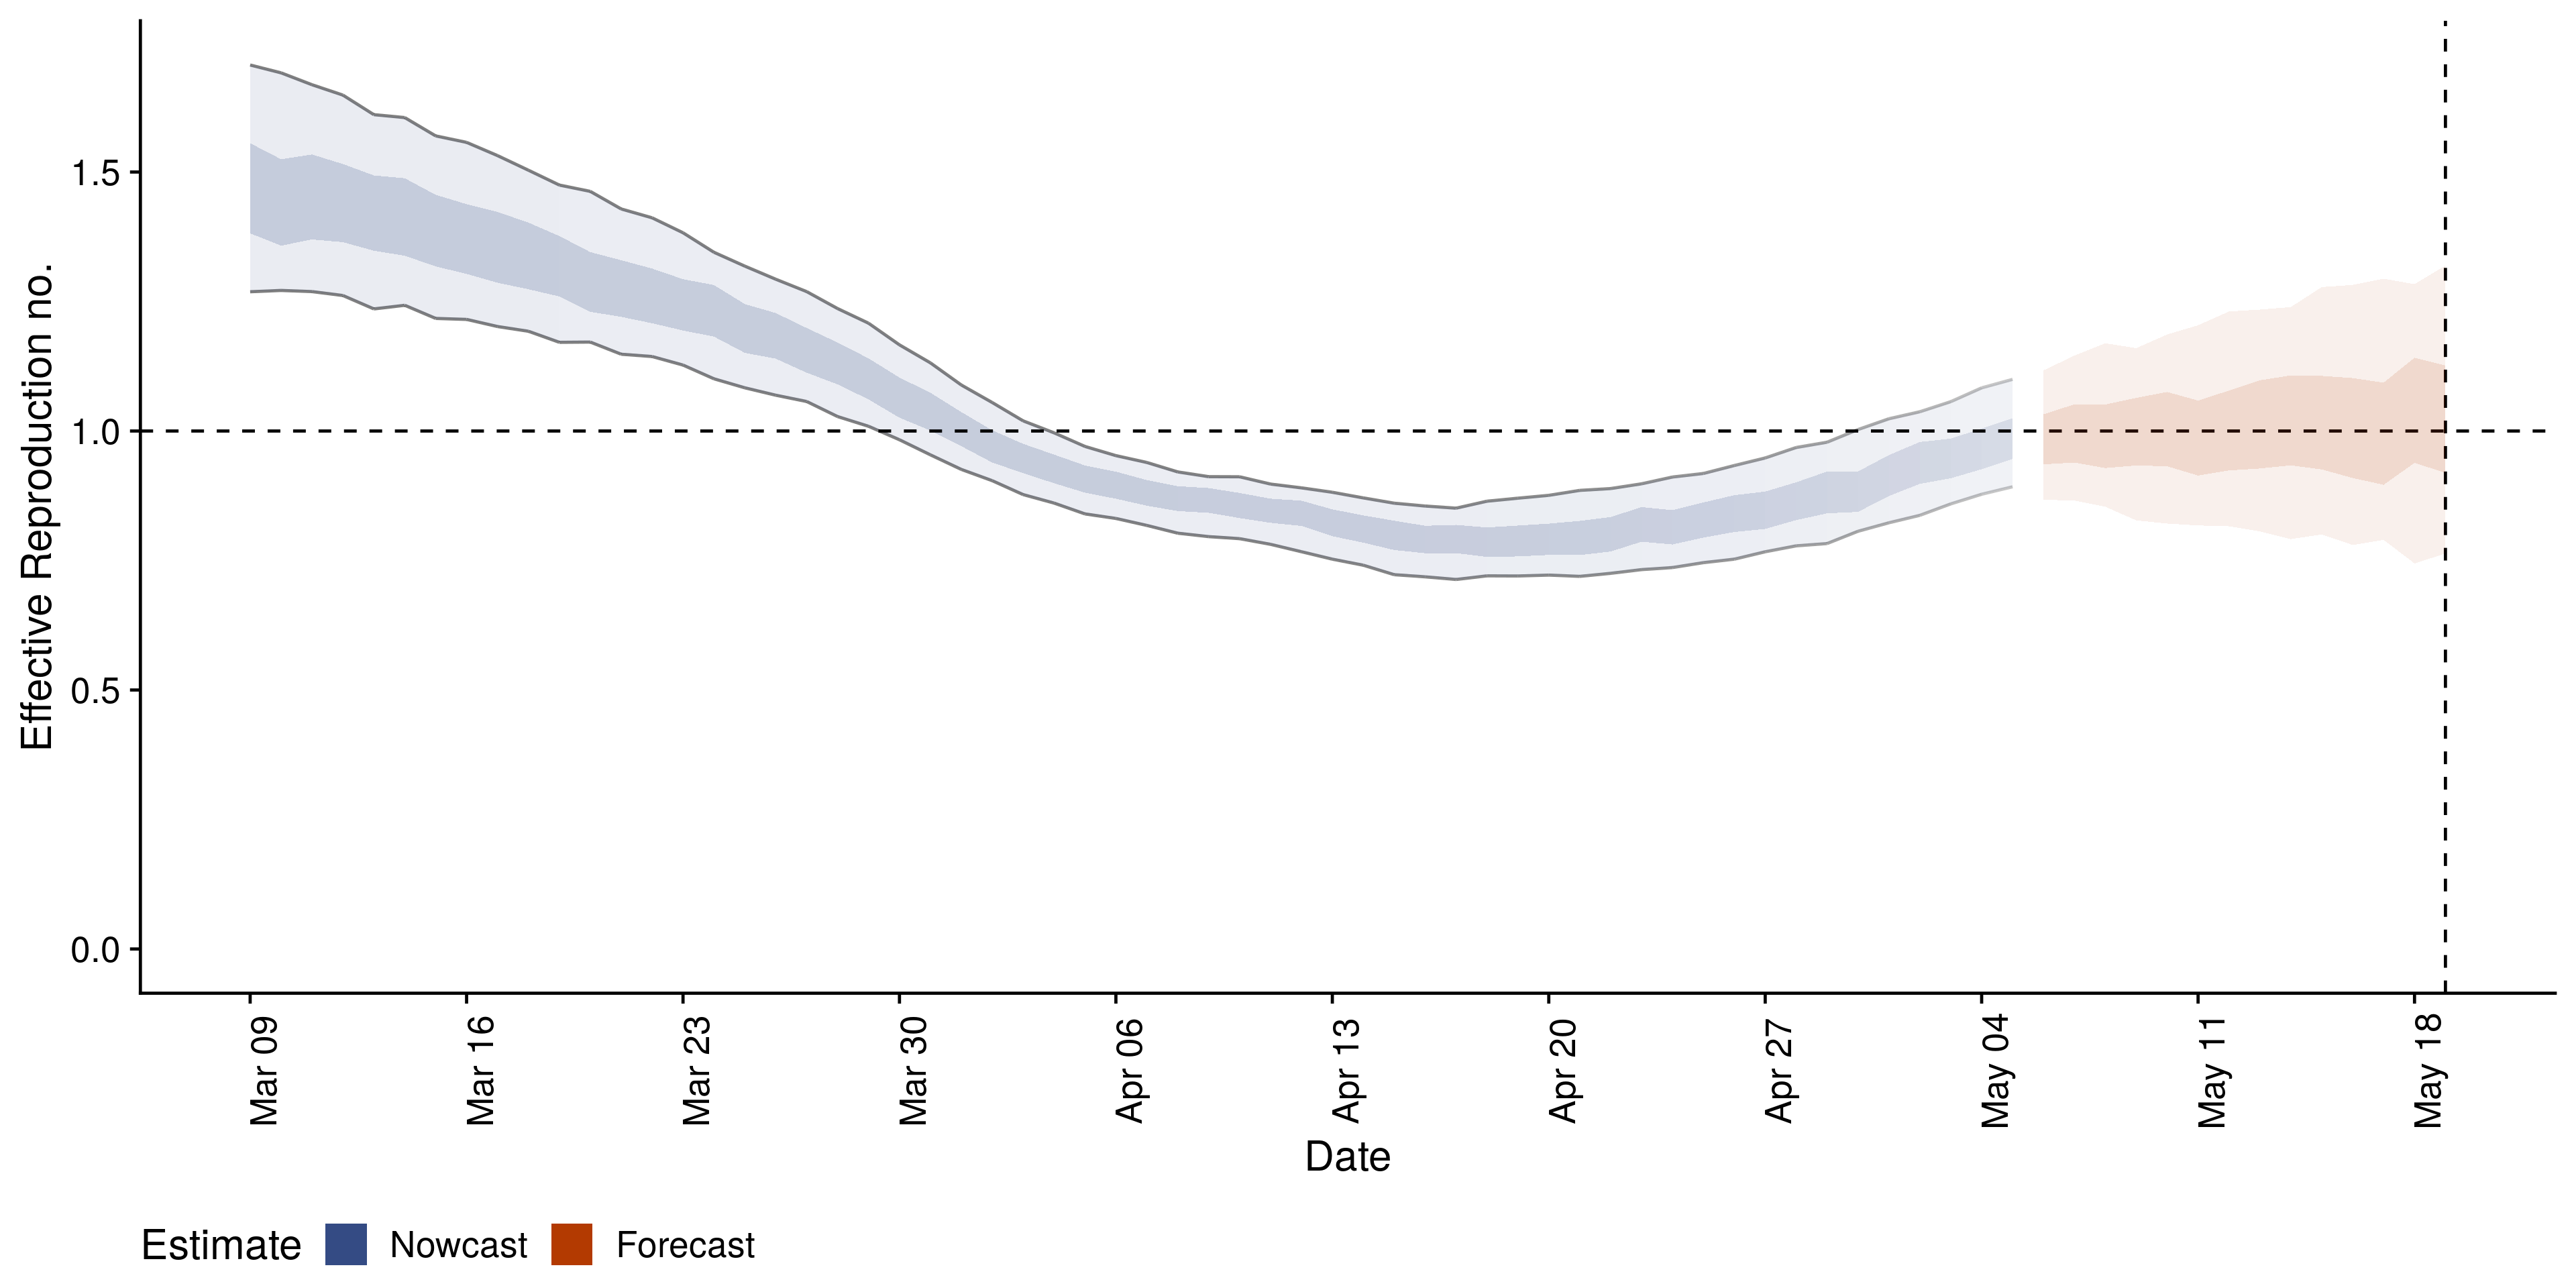 Effective Reproduction no.
1.5
1.0
0.5
0.0
Mar 09
Mar 16
Mar 23
Mar 30
Apr 06
Apr 13
Apr 20
Apr 27
May 04
May 11
May 18
Date
Estimate Nowcast Forecast